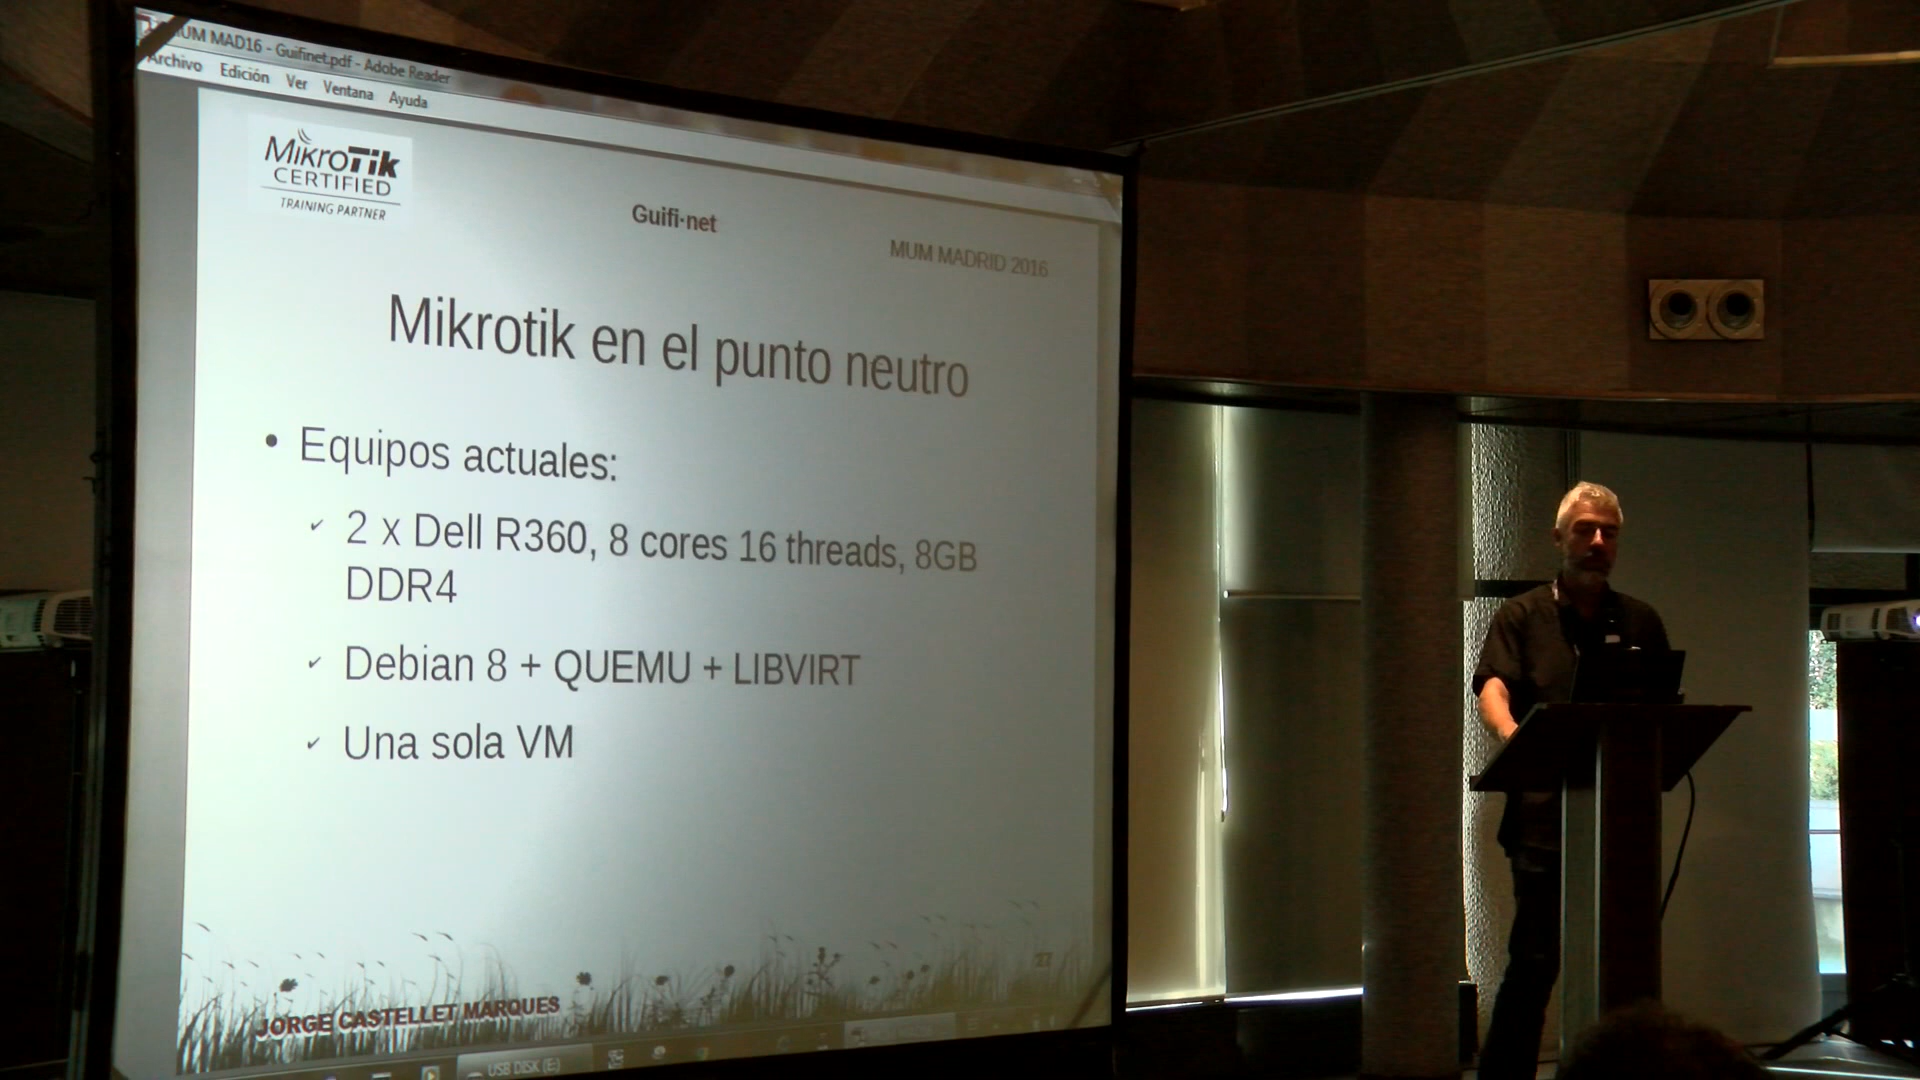 MUM MAD16 - Guifinet.pdf - Adobe Reader
Archivo Edición Ver Ventana Ayuda
MikroTik
CERTIFIED
TRAINING PARTNER
Guifi·net
MUM MADRID 2016
Mikrotik en el punto neutro
• Equipos actuales:
✓ 2 x Dell R360, 8 cores 16 threads, 8GB
DDR4
✓ Debian 8 + QUEMU + LIBVIRT
✓ Una sola VM
27
JORGE CASTELLET MARQUES
USB DISK (E:)